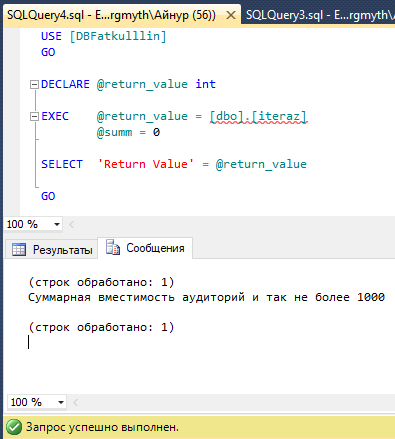 SQLQuery4.sql - E...rgmyth\Айнур (56)) SQLQuery3.sql - E...rgmyth
USE [DBFatkulllin]
GO
DECLARE @return_value int
EXEC @return_value = [dbo].[iteraz]
@summ = 0
SELECT 'Return Value' = @return_value
GO
100 %
Результаты Сообщения
(строк обработано: 1)
Суммарная вместимость аудиторий и так не более 1000
(строк обработано: 1)
100 %
Запрос успешно выполнен.